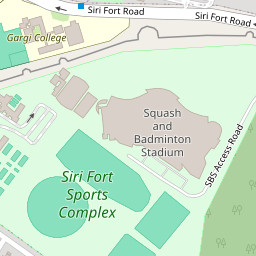 Siri Fort Road
Siri Fort Road
Gargi College
Squash
and
Badminton
Stadium
SBS Access Road
Siri Fort
Sports
Complex